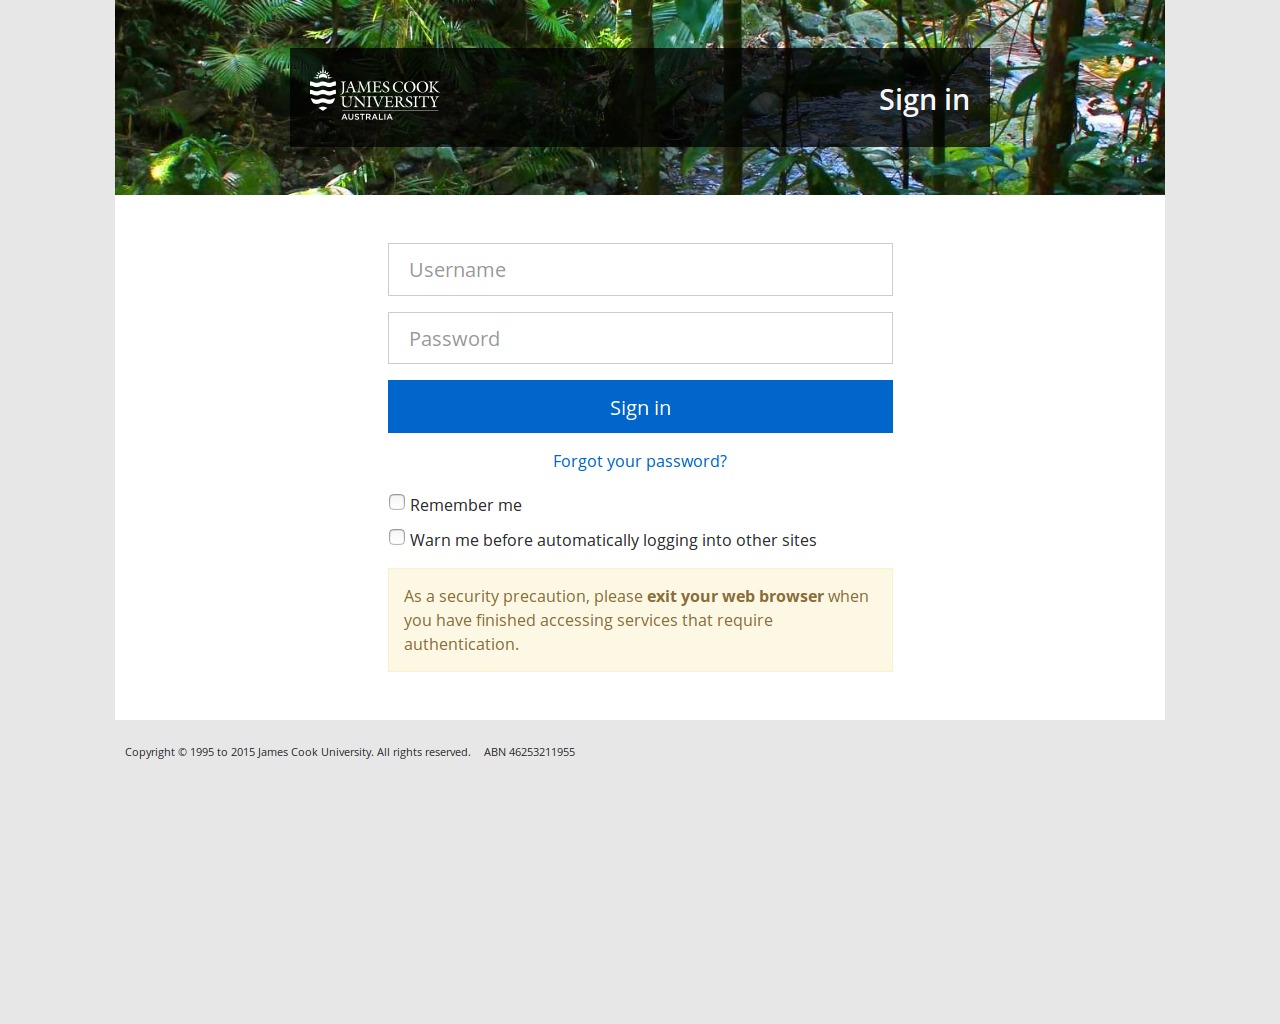 JAMES COOK
UNIVERSITY
AUSTRALIA
Sign in
Username
Password
Sign in
Forgot your password?
Remember me
Warn me before automatically logging into other sites
As a security precaution, please exit your web browser when
you have finished accessing services that require
authentication.
Copyright © 1995 to 2015 James Cook University. All rights reserved. ABN 46253211955